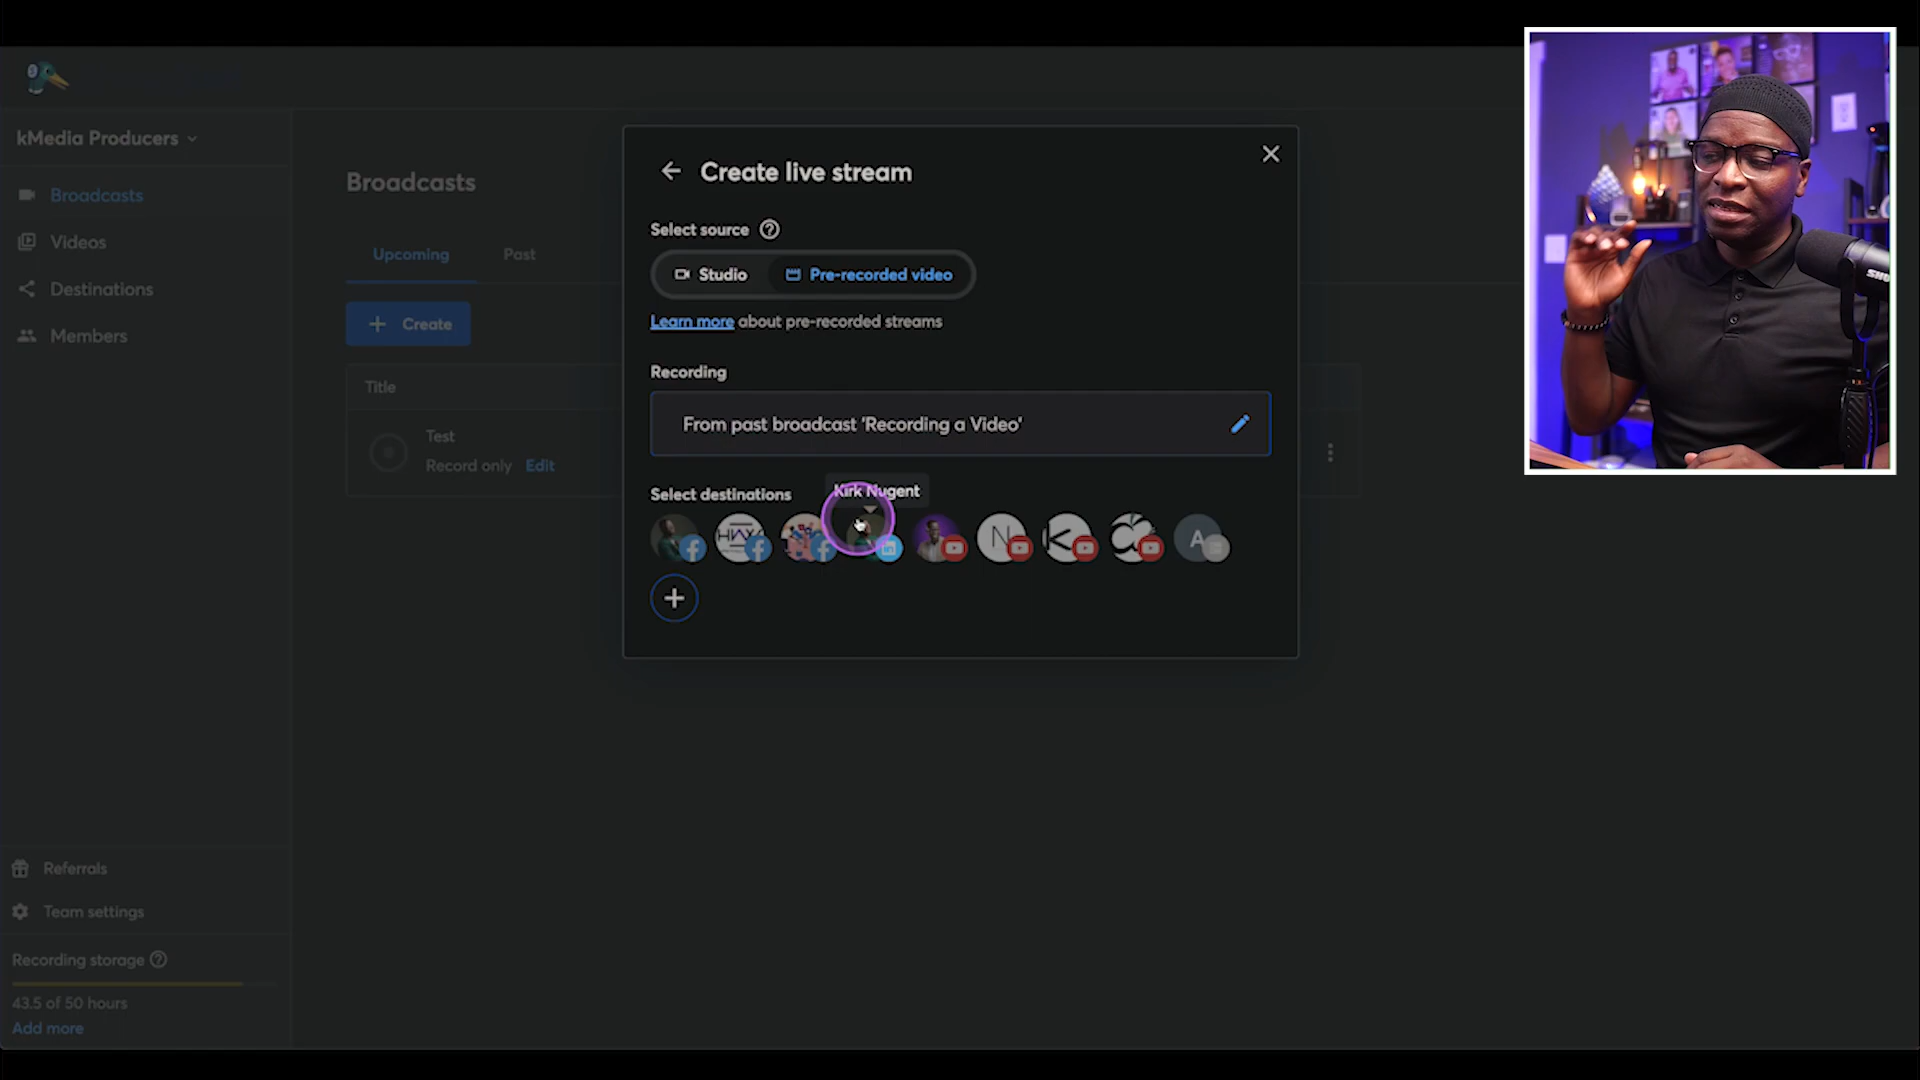 kMedia Producers
Broadcasts
Videos
Destinations
Members
Referrals
Team settings
Recording storage
43.5 of 50 hours
Add more
Broadcasts
Upcoming
Past
+ Create
Title
Test
Record only Edit
Create live stream
Select source
Studio
Pre-recorded video
Learn more about pre-recorded streams
Recording
From past broadcast 'Recording a Video'
Select destinations
Kirk Nugent
HWX
N
K
A